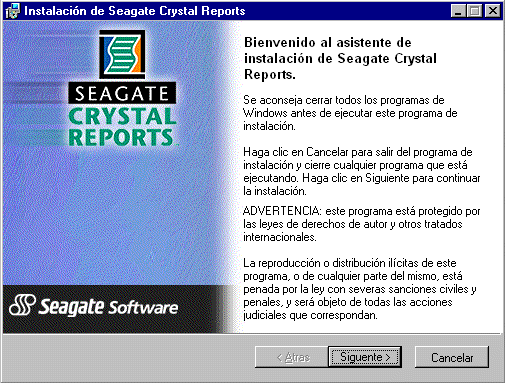 Instalación de Seagate Crystal Reports
SEAGATE
CRYSTAL
REPORTS
Bienvenido al asistente de
instalación de Seagate Crystal
Reports.
Se aconseja cerrar todos los programas de
Windows antes de ejecutar este programa de
instalación.
Haga clic en Cancelar para salir del programa de
instalación y cierre cualquier programa que está
ejecutando. Haga clic en Siguiente para continuar
la instalación.
ADVERTENCIA: este programa está protegido por
las leyes de derechos de autor y otros tratados
internacionales.
La reproducción o distribución ilícitas de este
programa, o de cualquier parte del mismo, está
penada por la ley con severas sanciones civiles y
penales, y será objeto de todas las acciones
judiciales que correspondan.
Seagate Software
< Atras
Siguiente >
Cancelar